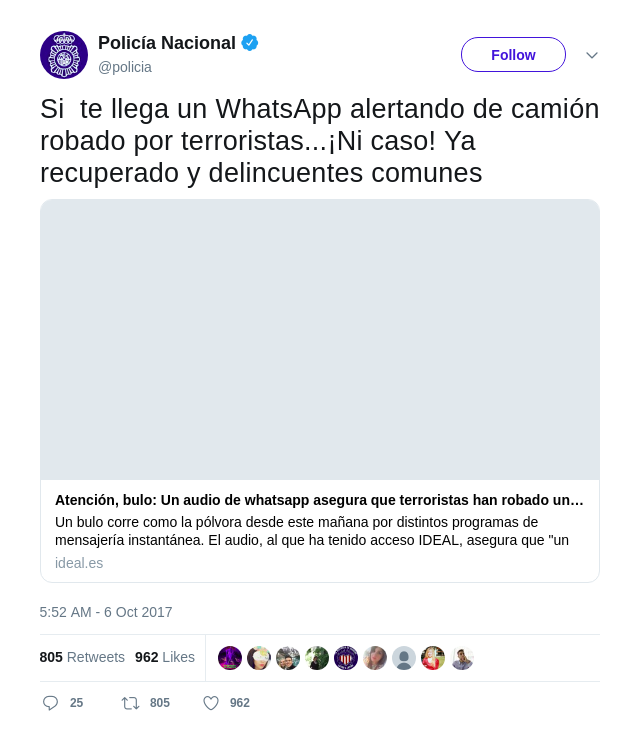 Policía Nacional
@policia
Follow
Si  te llega un WhatsApp alertando de camión
robado por terroristas...¡Ni caso! Ya
recuperado y delincuentes comunes
Atención, bulo: Un audio de whatsapp asegura que terroristas han robado un…
Un bulo corre como la pólvora desde este mañana por distintos programas de
mensajería instantánea. El audio, al que ha tenido acceso IDEAL, asegura que "un
ideal.es
5:52 AM - 6 Oct 2017
805 Retweets 962 Likes
25 805 962